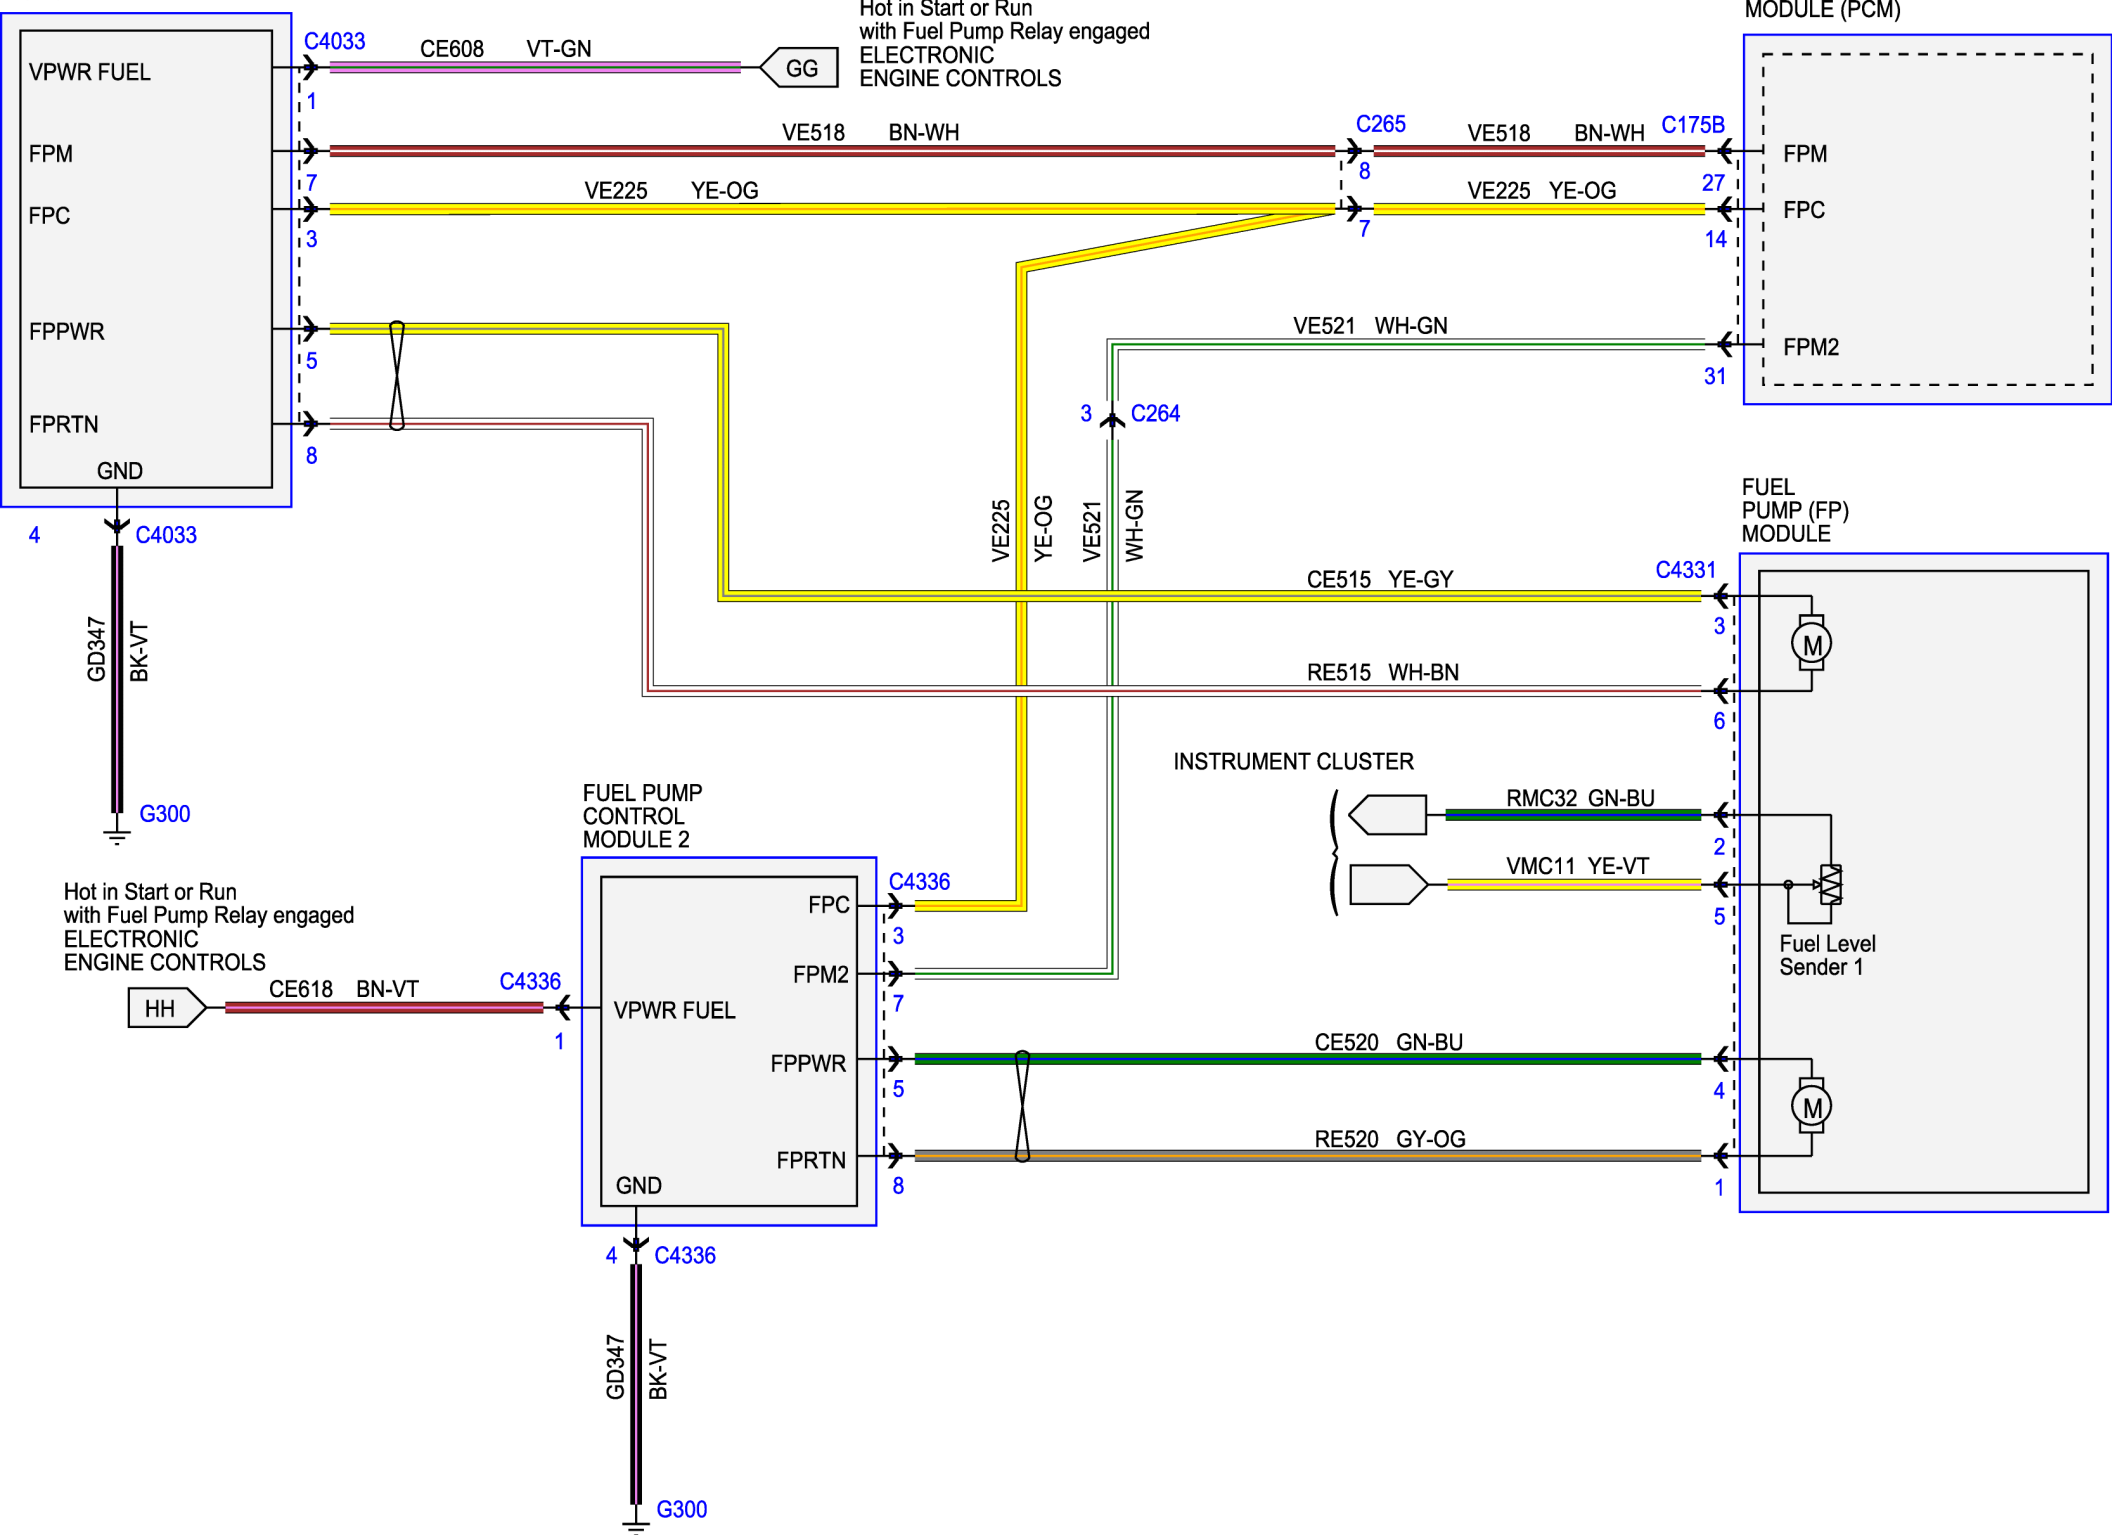 Hot in Start or Run
with Fuel Pump Relay engaged
ELECTRONIC
ENGINE CONTROLS
MODULE (PCM)
C4033
CE608 VT-GN
GG
VPWR FUEL
1
VE518 BN-WH
C265
VE518 BN-WH
C175B
FPM
7
8
27
FPM
VE225 YE-OG
VE225 YE-OG
FPC
3
7
14
FPC
FPPWR
5
VE521 WH-GN
31
FPM2
FPRTN
8
3 C264
GND
4 C4033
GD347
BK-VT
G300
VE225
YE-OG
VE521
WH-GN
FUEL
PUMP (FP)
MODULE
C4331
CE515 YE-GY
3
M
RE515 WH-BN
6
INSTRUMENT CLUSTER
RMC32 GN-BU
2
VMC11 YE-VT
5
Fuel Level
Sender 1
FUEL PUMP
CONTROL
MODULE 2
Hot in Start or Run
with Fuel Pump Relay engaged
ELECTRONIC
ENGINE CONTROLS
HH
CE618 BN-VT
C4336
1
VPWR FUEL
FPC
C4336
3
FPM2
7
FPPWR
5
CE520 GN-BU
4
M
FPRTN
8
RE520 GY-OG
1
GND
4 C4336
GD347
BK-VT
G300